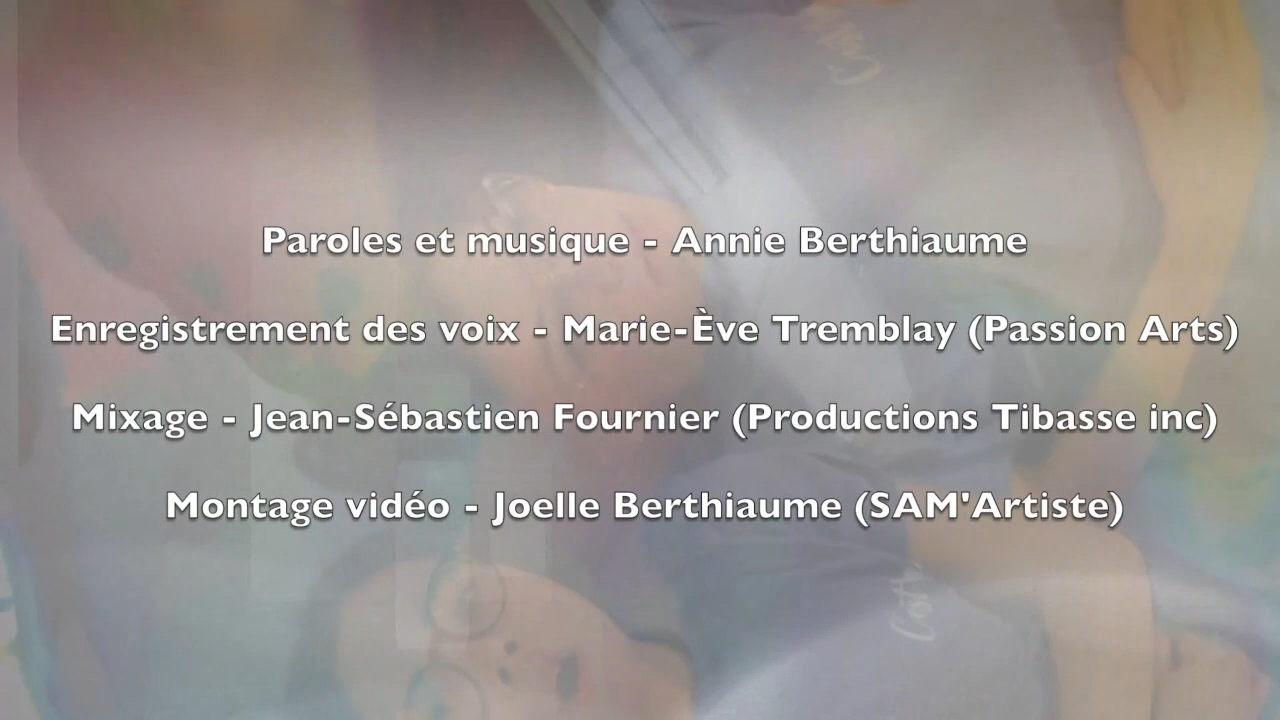 Paroles et musique - Annie Berthiaume
Enregistrement des voix - Marie-Ève Tremblay (Passion Arts)
Mixage - Jean-Sébastien Fournier (Productions Tibasse inc)
Montage vidéo - Joelle Berthiaume (SAM'Artiste)